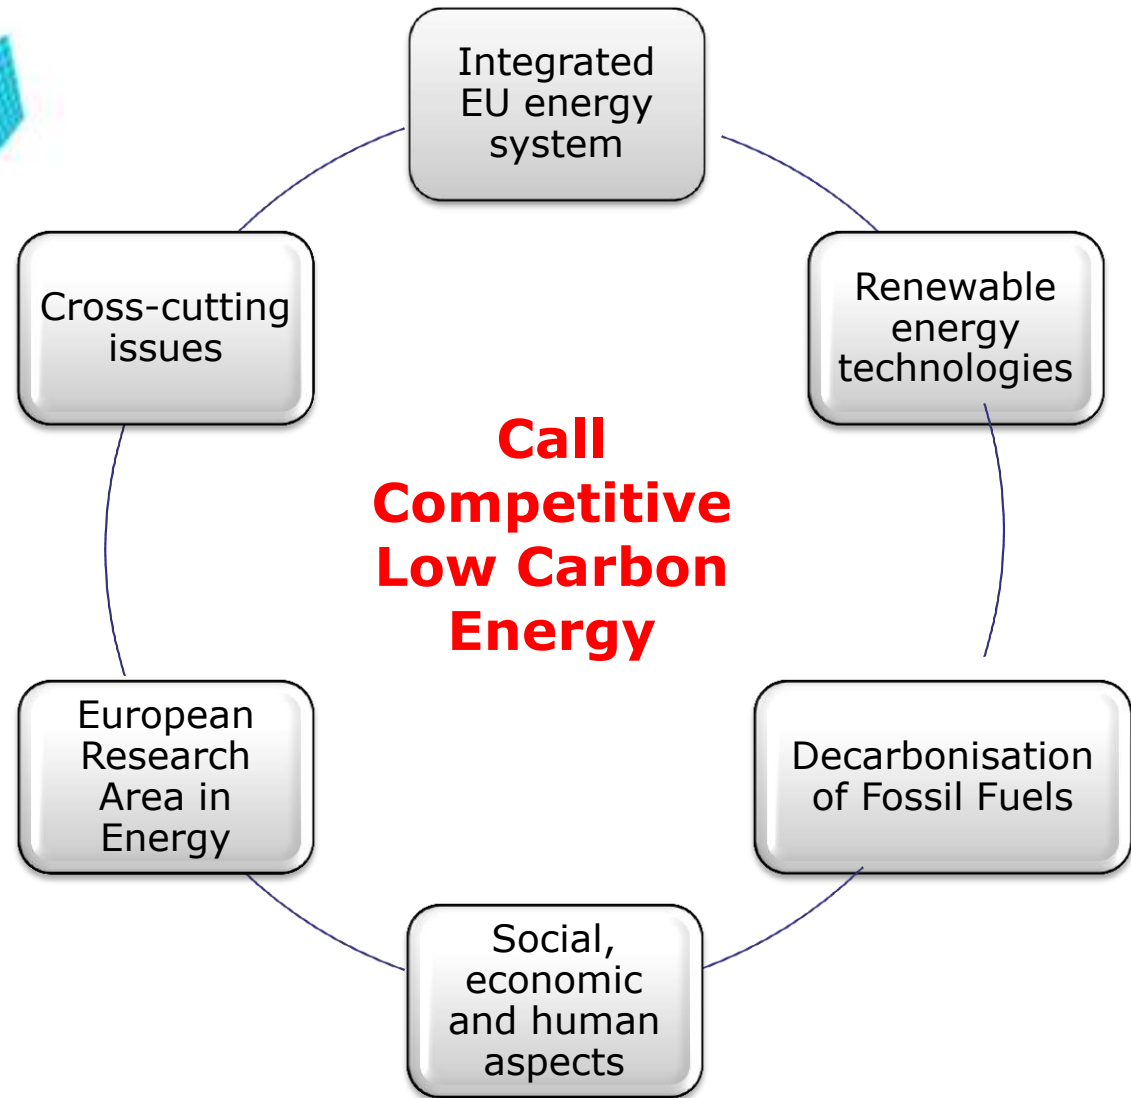 Integrated
EU energy
system
Renewable
energy
technologies
Decarbonisation
of Fossil Fuels
Social,
economic
and human
aspects
European
Research
Area in
Energy
Cross-cutting
issues
Call
Competitive
Low Carbon
Energy